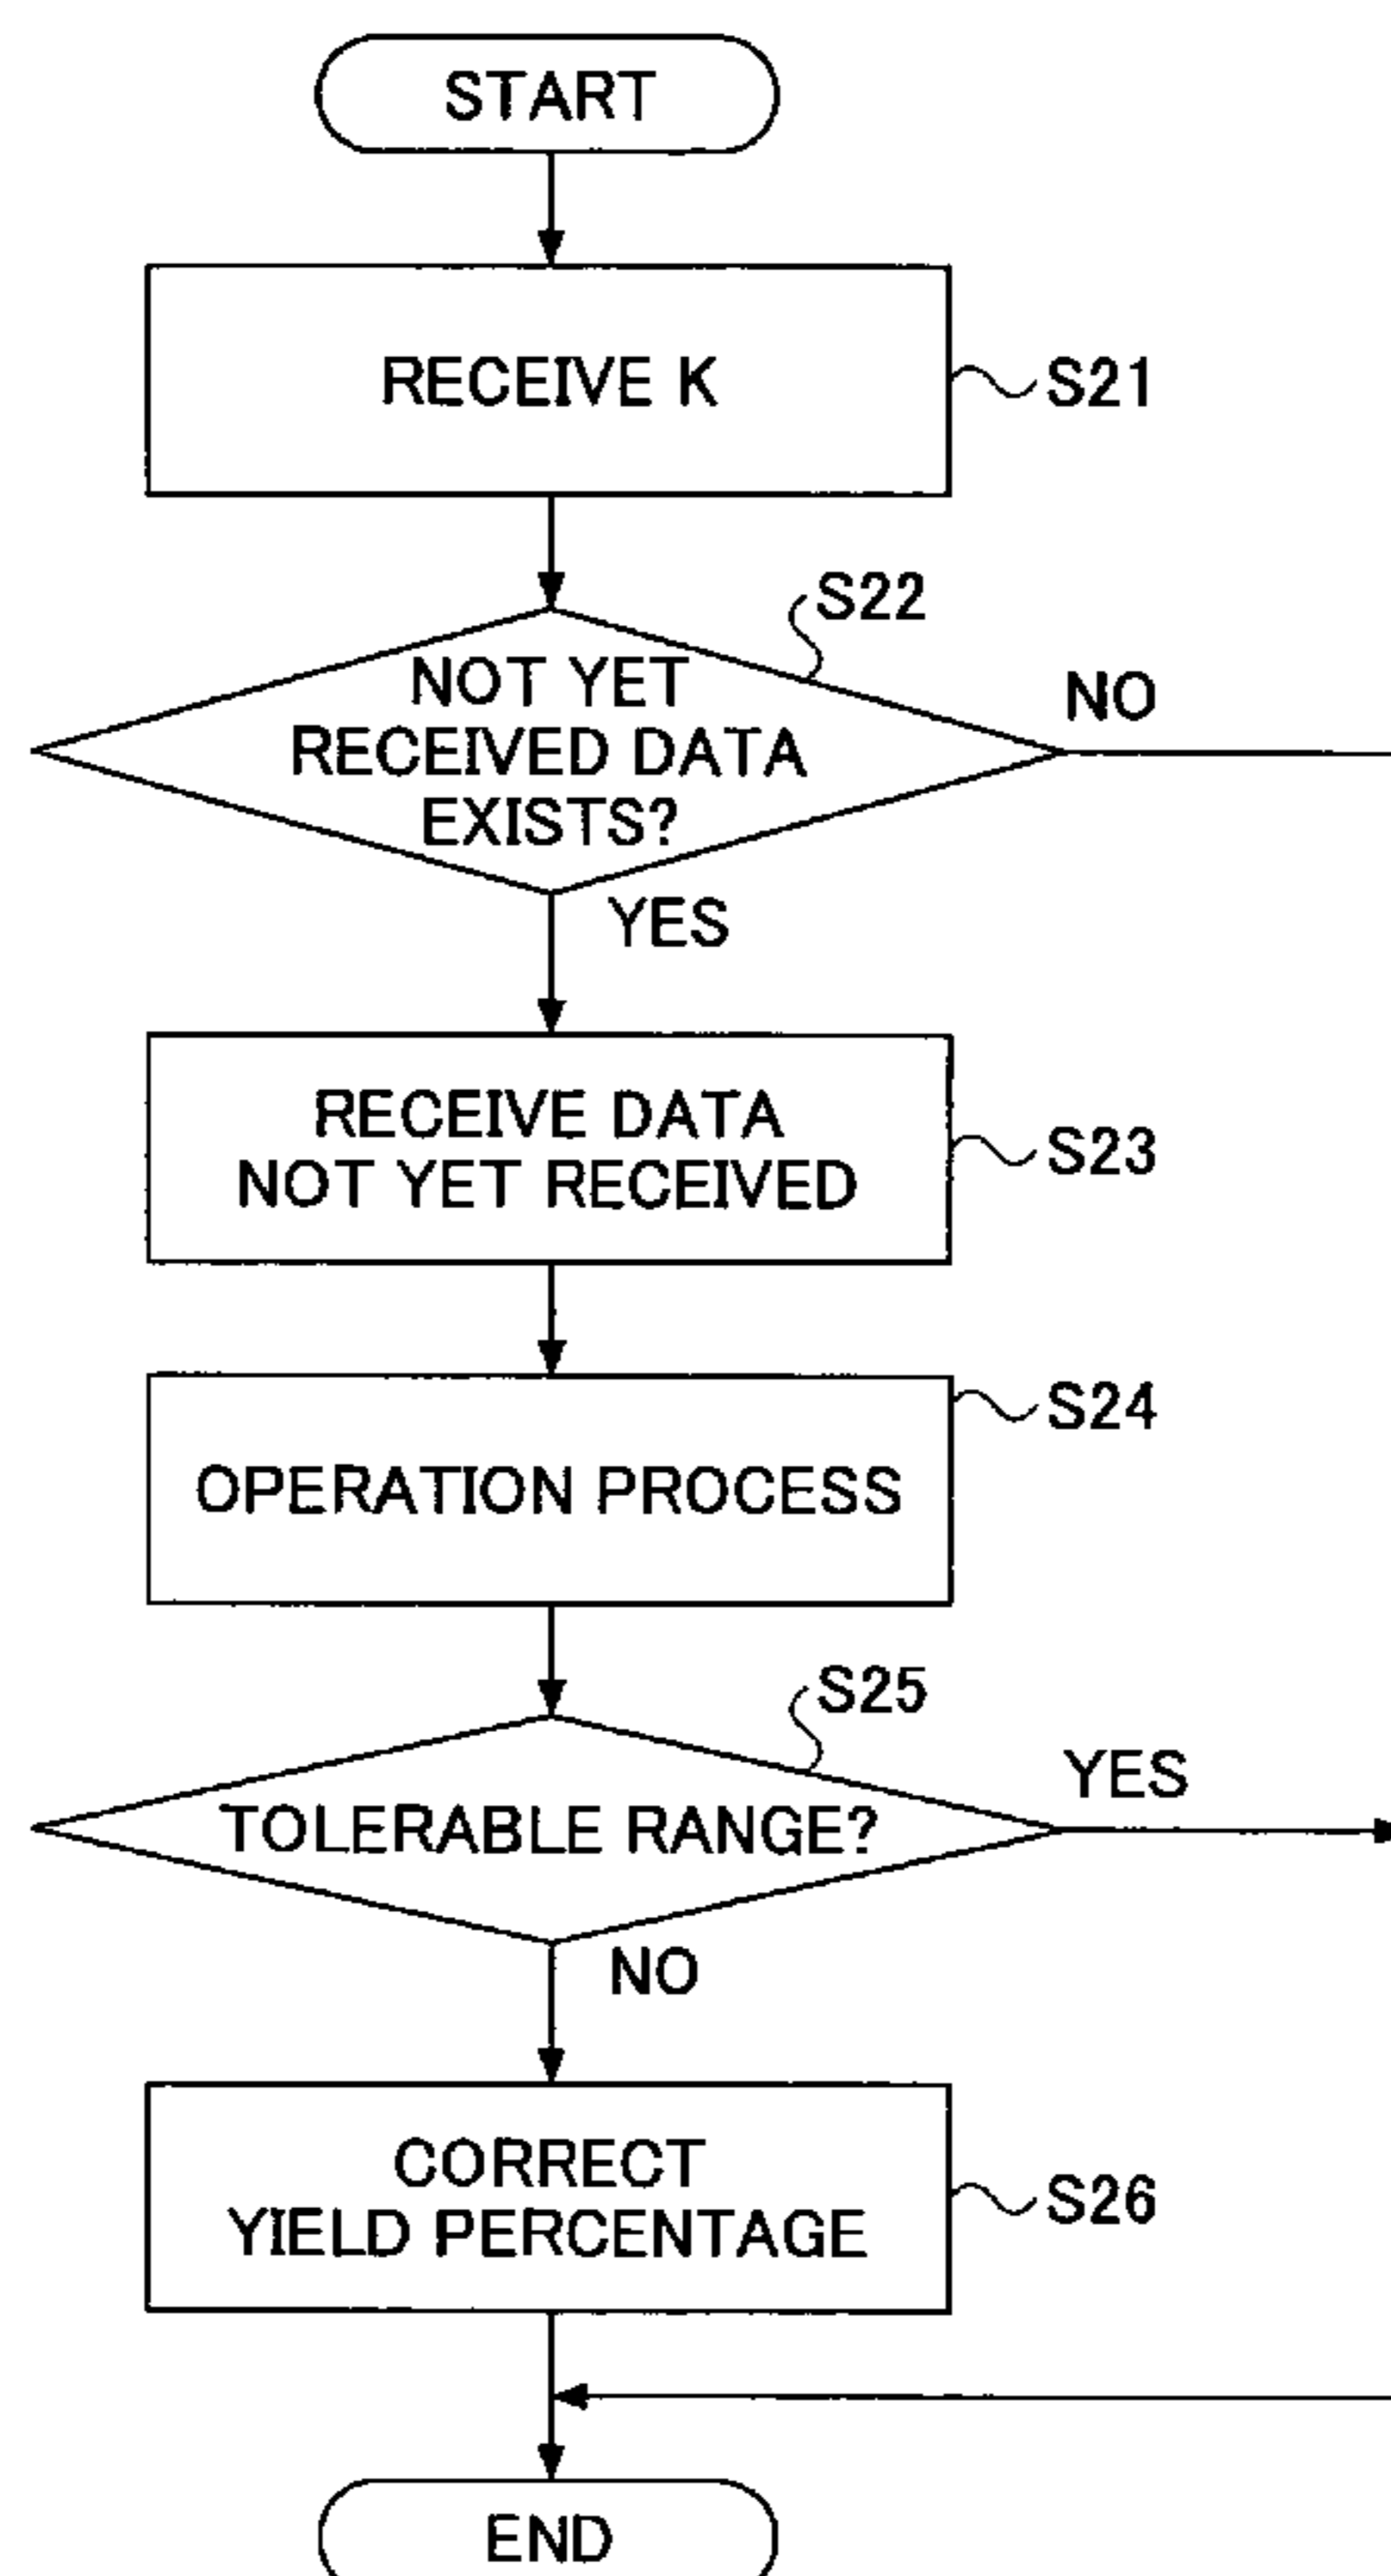 START
RECEIVE K
S21
S22
NOT YET
RECEIVED DATA
EXISTS?
NO
YES
RECEIVE DATA
NOT YET RECEIVED
S23
S24
OPERATION PROCESS
S25
TOLERABLE RANGE?
YES
NO
CORRECT
YIELD PERCENTAGE
S26
END